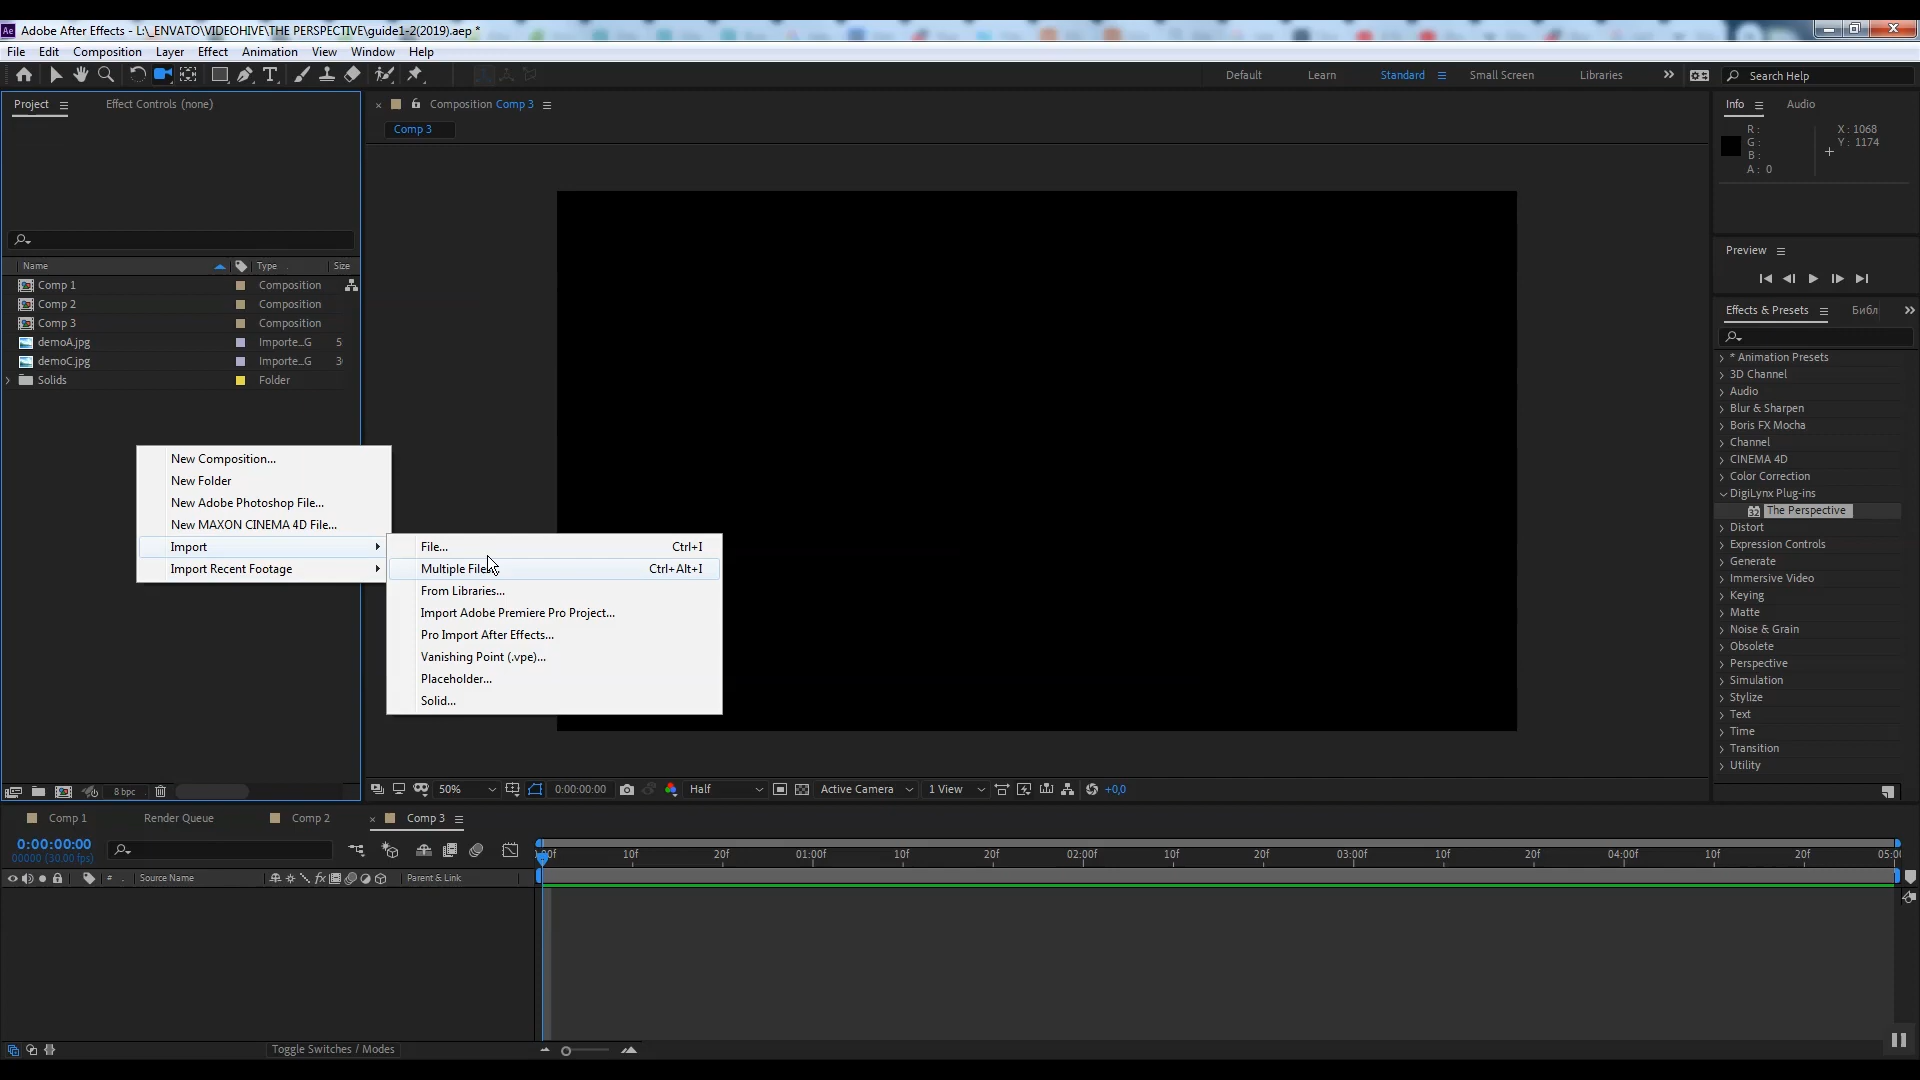 Adobe After Effects - L:\_ENVATO\VIDEOHIVE\THE PERSPECTIVE\guide1-2(2019).aep *
File Edit Composition Layer Effect Animation View Window Help
Default Learn Standard Small Screen Libraries Search Help
Project Effect Controls (none)
Composition Comp 3
Comp 3
Info Audio
R :
G :
B :
A : 0
X : 1068
Y : 1174
Preview
Effects & Presets Библ
Name Type Size
Comp 1 Composition
Comp 2 Composition
Comp 3 Composition
demoA.jpg Importe...G 5
demoC.jpg Importe...G 3
Solids Folder
New Composition...
New Folder
New Adobe Photoshop File...
New MAXON CINEMA 4D File...
Import
Import Recent Footage
File... Ctrl+I
Multiple File Ctrl+Alt+I
From Libraries...
Import Adobe Premiere Pro Project...
Pro Import After Effects...
Vanishing Point (.vpe)...
Placeholder...
Solid...
* Animation Presets
3D Channel
Audio
Blur & Sharpen
Boris FX Mocha
Channel
CINEMA 4D
Color Correction
DigiLynx Plug-ins
32 The Perspective
Distort
Expression Controls
Generate
Immersive Video
Keying
Matte
Noise & Grain
Obsolete
Perspective
Simulation
Stylize
Text
Time
Transition
Utility
8 bpc
50% 0:00:00:00 Half Active Camera 1 View +0,0
Comp 1 Render Queue Comp 2 Comp 3
0:00:00:00
00000 (30.00 fps)
# Source Name fx Parent & Link
10f 20f 01:00f 10f 20f 02:00f 10f 20f 03:00f 10f 20f 04:00f 10f 20f 05:00
Toggle Switches / Modes